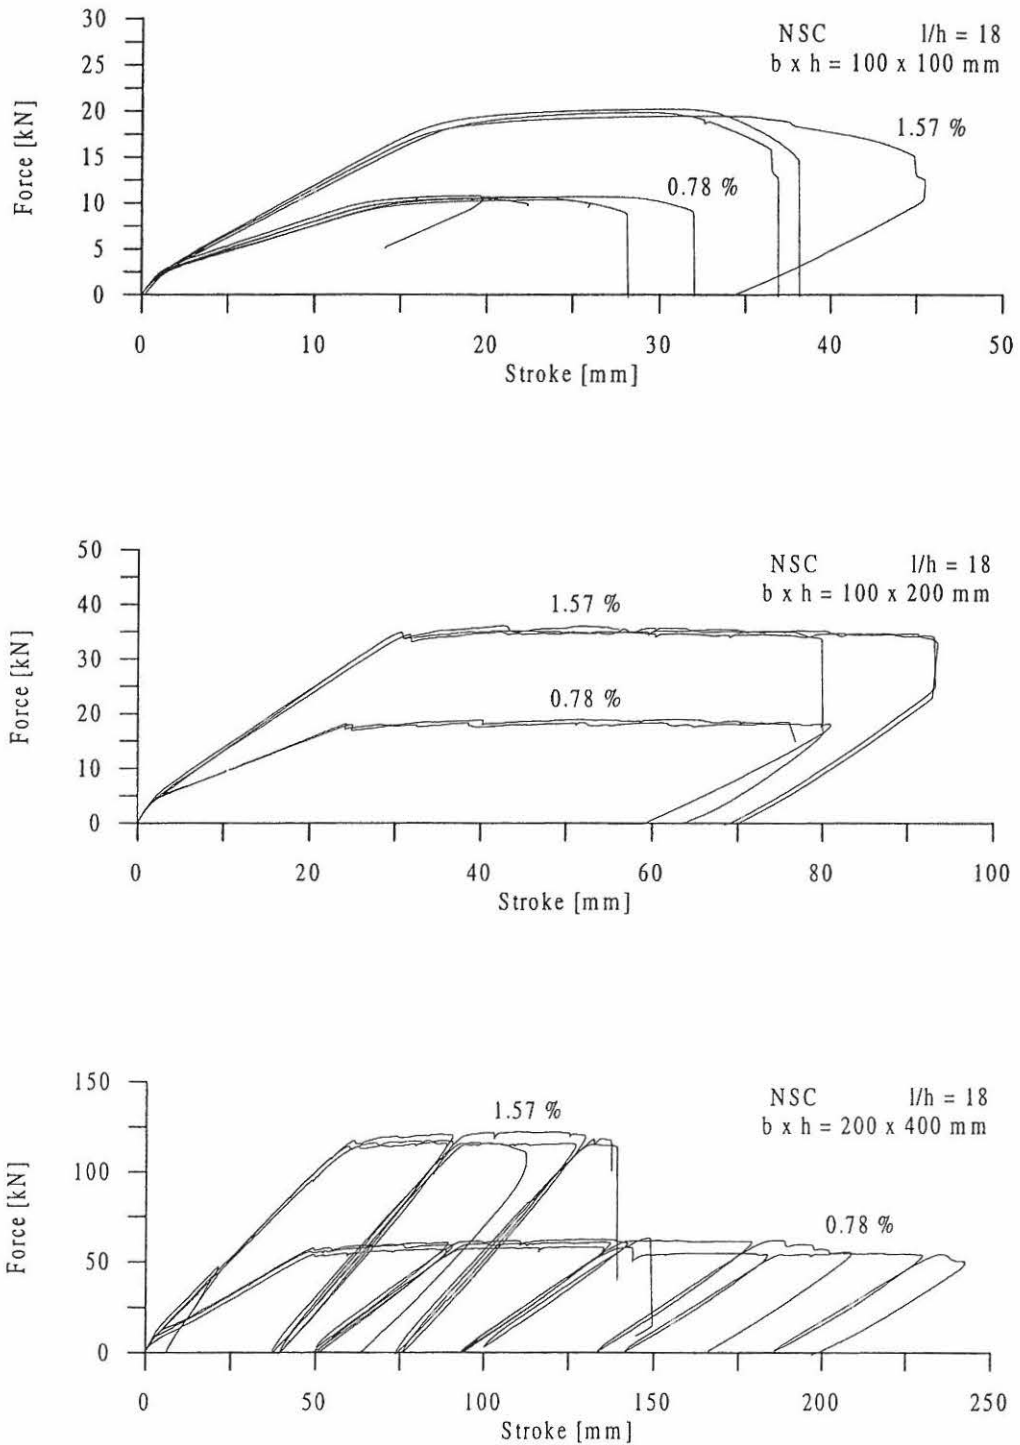 30
25
20
15
10
5
0
Force [kN]
NSC l/h = 18
b x h = 100 x 100 mm
1.57 %
0.78 %
0 10 20 30 40 50
Stroke [mm]
50
40
30
20
10
0
Force [kN]
NSC l/h = 18
b x h = 100 x 200 mm
1.57 %
0.78 %
0 20 40 60 80 100
Stroke [mm]
150
100
50
0
Force [kN]
NSC l/h = 18
b x h = 200 x 400 mm
1.57 %
0.78 %
0 50 100 150 200 250
Stroke [mm]